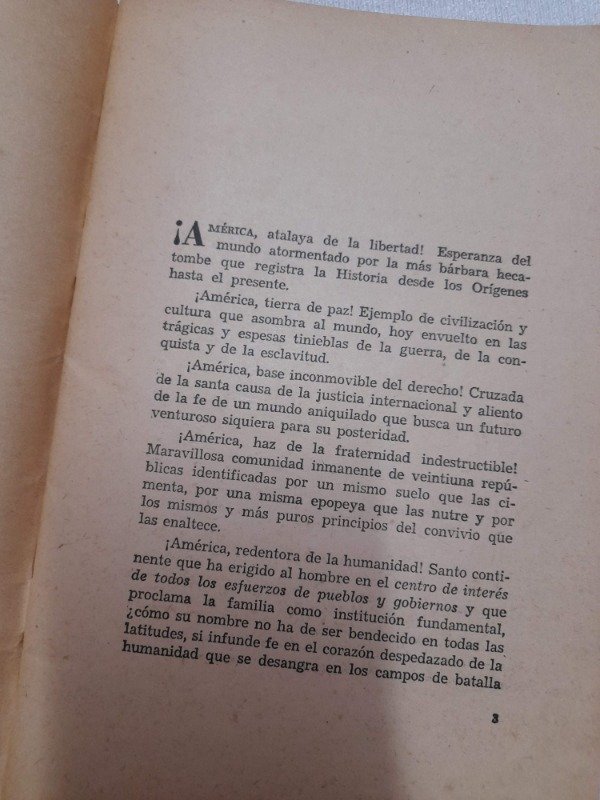 ¡AMÉRICA, atalaya de la libertad! Esperanza del
mundo atormentado por la más bárbara heca-
tombe que registra la Historia desde los Orígenes
hasta el presente.
¡América, tierra de paz! Ejemplo de civilización y
cultura que asombra al mundo, hoy envuelto en las
trágicas y espesas tinieblas de la guerra, de la con-
quista y de la esclavitud.
¡América, base inconmovible del derecho! Cruzada
de la santa causa de la justicia internacional y aliento
de la fe de un mundo aniquilado que busca un futuro
venturoso siquiera para su posteridad.
¡América, haz de la fraternidad indestructible!
Maravillosa comunidad inmanente de veintiuna repú-
blicas identificadas por un mismo suelo que las ci-
menta, por una misma epopeya que las nutre y por
los mismos y más puros principios del convivio que
las enaltece.
¡América, redentora de la humanidad! Santo conti-
nente que ha erigido al hombre en el centro de interés
de todos los esfuerzos de pueblos y gobiernos y que
proclama la familia como institución fundamental,
¿cómo su nombre no ha de ser bendecido en todas las
latitudes, si infunde fe en el corazón despedazado de la
humanidad que se desangra en los campos de batalla
3